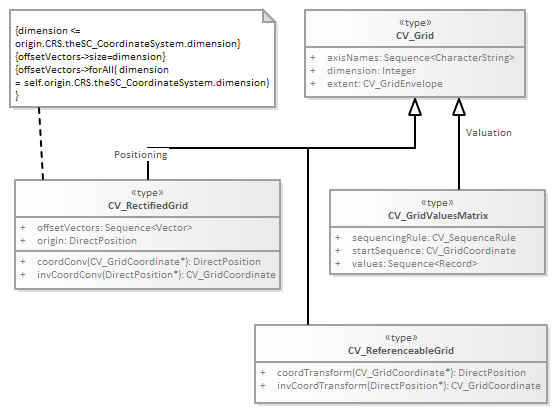 {dimension <=
origin.CRS.theSC_CoordinateSystem.dimension}
{offsetVectors->size=dimension}
{offsetVectors->forAll( dimension
= self.origin.CRS.theSC_CoordinateSystem.dimension)
}
«type»
CV_Grid
+ axisNames: Sequence<CharacterString>
+ dimension: Integer
+ extent: CV_GridEnvelope
Positioning
Valuation
«type»
CV_RectifiedGrid
+ offsetVectors: Sequence<Vector>
+ origin: DirectPosition
+ coordConv(CV_GridCoordinate*): DirectPosition
+ invCoordConv(DirectPosition*): CV_GridCoordinate
«type»
CV_GridValuesMatrix
+ sequencingRule: CV_SequenceRule
+ startSequence: CV_GridCoordinate
+ values: Sequence<Record>
«type»
CV_ReferenceableGrid
+ coordTransform(CV_GridCoordinate*): DirectPosition
+ invCoordTransform(DirectPosition*): CV_GridCoordinate